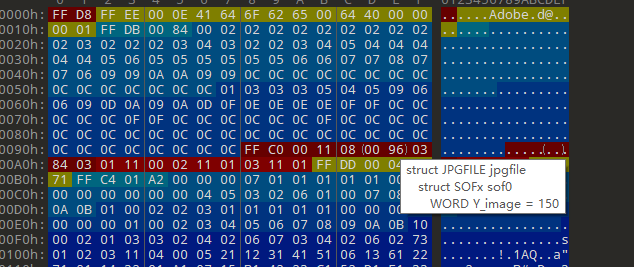 0000h: FF D8 FF EE 00 0E 41 64 6F 62 65 00 64 40 00 00 .....Adobe.d@..
0010h: 00 01 FF DB 00 84 00 02 02 02 02 02 02 02 02 02
0020h: 02 03 02 02 02 03 04 03 02 02 03 04 05 04 04 04
0030h: 04 04 05 06 05 05 05 05 05 05 06 06 07 07 08 07
0040h: 07 06 09 09 0A 0A 09 09 0C 0C 0C 0C 0C 0C 0C 0C
0050h: 0C 0C 0C 0C 0C 0C 0C 01 03 03 03 05 04 05 09 06
0060h: 06 09 0D 0A 09 0A 0D 0F 0E 0E 0E 0E 0F 0F 0C 0C
0070h: 0C 0C 0C 0F 0F 0C 0C 0C 0C 0C 0C 0F 0C 0C 0C 0C
0080h: 0C 0C 0C 0C 0C 0C 0C 0C 0C 0C 0C 0C 0C 0C 0C 0C
0090h: 0C 0C 0C 0C 0C 0C 0C 0C FF C0 00 11 08 00 96 03
00A0h: 84 03 01 11 00 02 11 01 03 11 01 FF DD 00 04
00B0h: 71 FF C4 01 A2 00 00 00 07 01 01 01 01 01
00C0h: 00 00 00 00 00 04 05 03 02 06 01 00 07 08
00D0h: 0A 0B 01 00 02 02 03 01 01 01 01 01 00
00E0h: 00 00 01 00 02 03 04 05 06 07 08 09 0A 0B 10
00F0h: 00 02 01 03 03 02 04 02 06 07 03 04 02 06 02 73
0100h: 01 02 03 11 04 00 05 21 12 31 41 51 06 13 61 22
struct JPGFILE jpgfile
struct SOFx sof0
WORD Y_image = 150